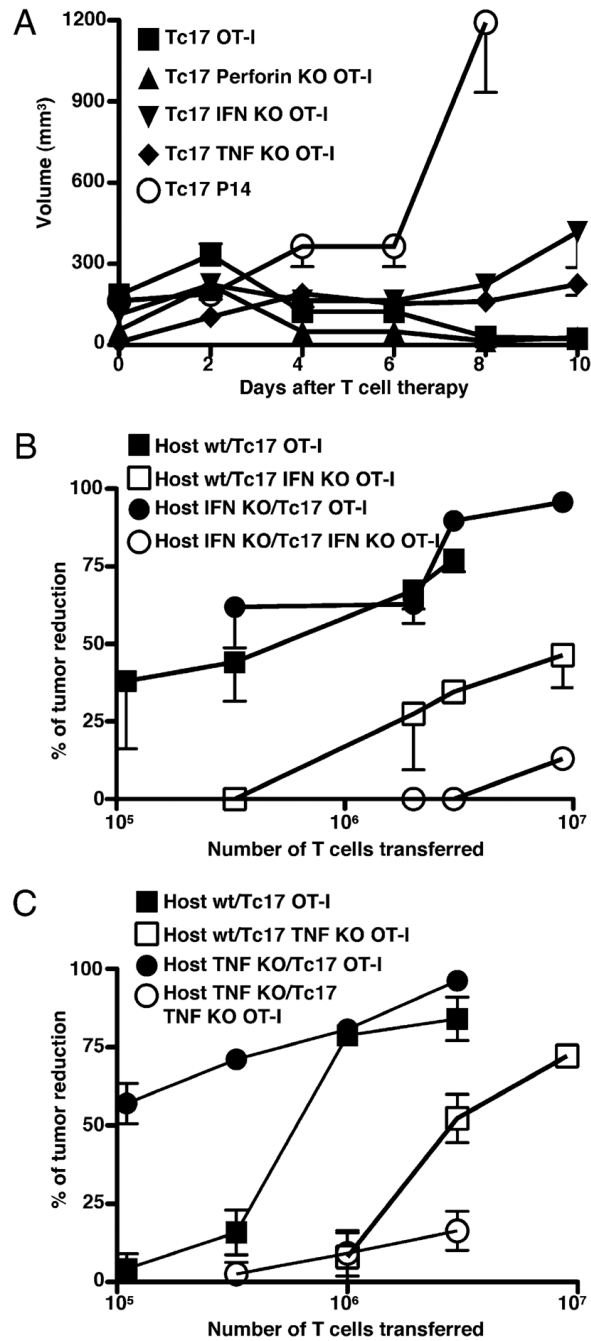 A
1200
900
600
300
0
Volume (mm³)
Tc17 OT-I
Tc17 Perforin KO OT-I
Tc17 IFN KO OT-I
Tc17 TNF KO OT-I
Tc17 P14
0 2 4 6 8 10
Days after T cell therapy
B
Host wt/Tc17 OT-I
Host wt/Tc17 IFN KO OT-I
Host IFN KO/Tc17 OT-I
Host IFN KO/Tc17 IFN KO OT-I
100
75
50
25
0
% of tumor reduction
10⁵ 10⁶ 10⁷
Number of T cells transferred
C
Host wt/Tc17 OT-I
Host wt/Tc17 TNF KO OT-I
Host TNF KO/Tc17 OT-I
Host TNF KO/Tc17
TNF KO OT-I
100
75
50
25
0
% of tumor reduction
10⁵ 10⁶ 10⁷
Number of T cells transferred